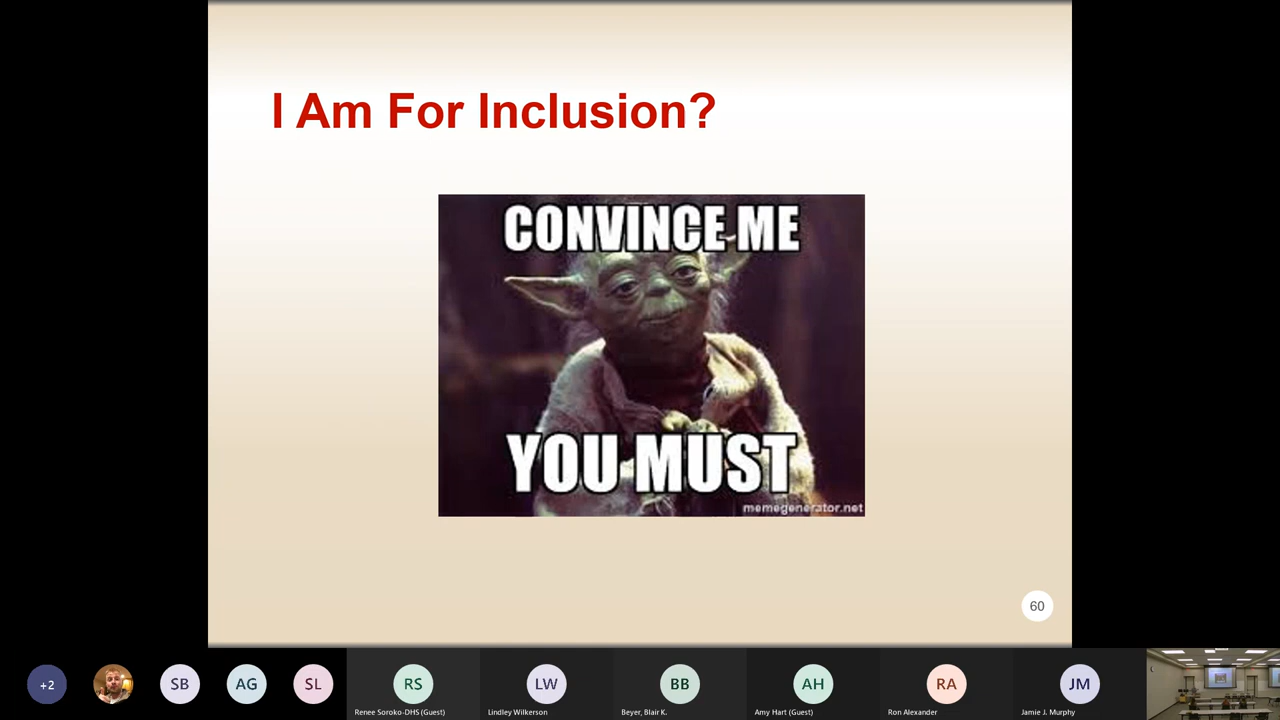 I Am For Inclusion?
CONVINCE ME
YOU MUST
memegenerator.net
60
+2
SB
AG
SL
RS
LW
BB
AH
RA
JM
Renee Soroko-DHS (Guest)
Lindley Wilkerson
Beyer, Blair K.
Amy Hart (Guest)
Ron Alexander
Jamie J. Murphy